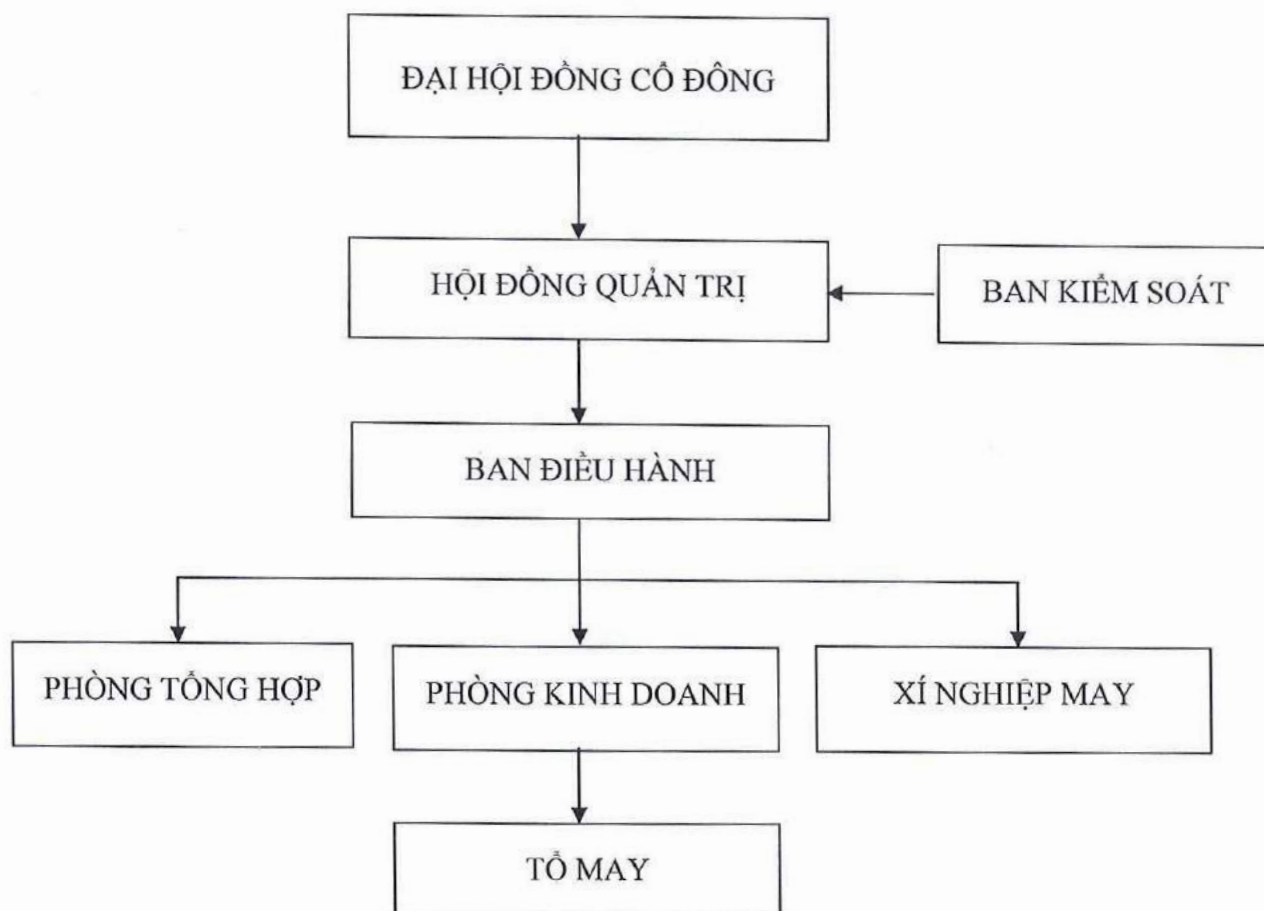 ĐẠI HỘI ĐỒNG CỔ ĐÔNG
HỘI ĐỒNG QUẢN TRỊ
BAN KIỂM SOÁT
BAN ĐIỀU HÀNH
PHÒNG TỔNG HỢP
PHÒNG KINH DOANH
XÍ NGHIỆP MAY
TỔ MAY